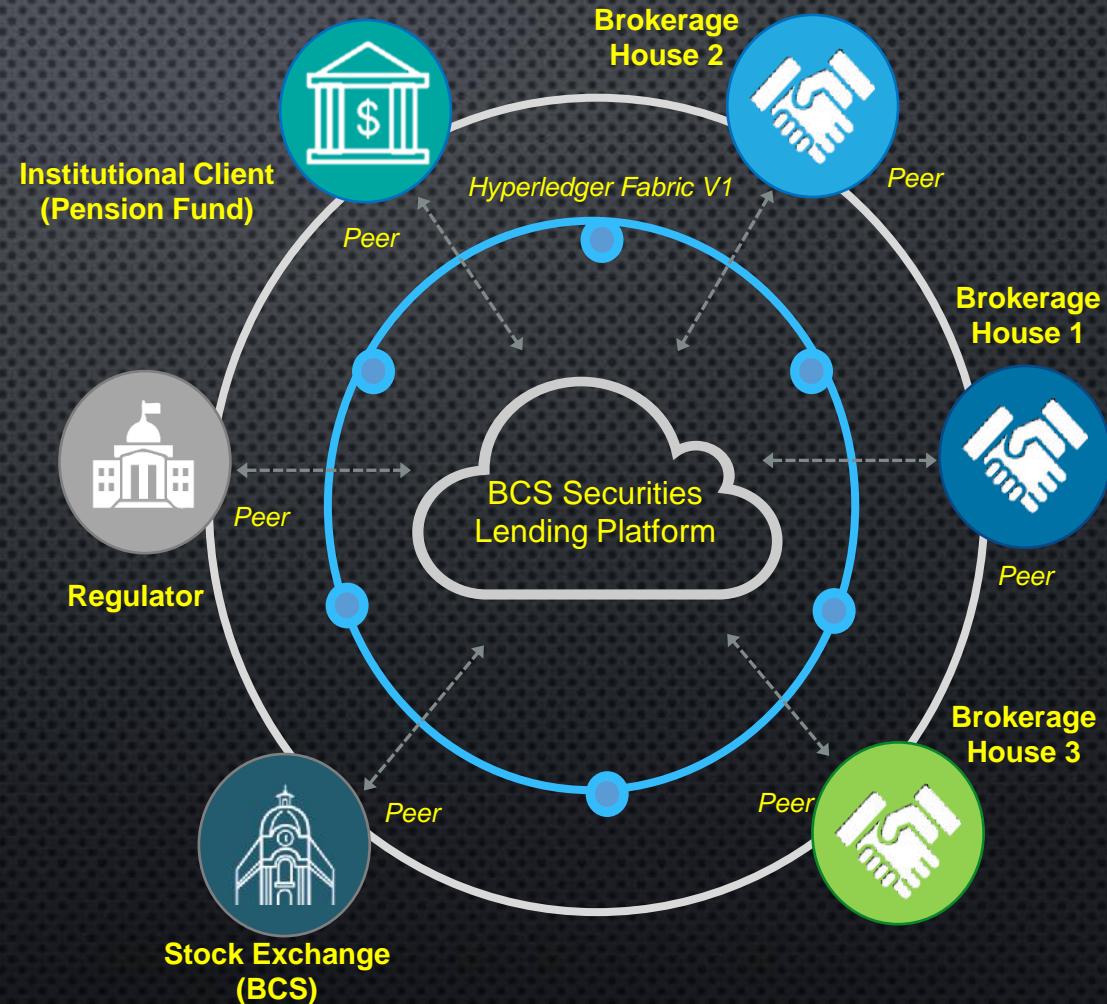 Brokerage
House 2
Institutional Client
(Pension Fund)
$
Hyperledger Fabric V1
Peer
Peer
Brokerage
House 1
BCS Securities
Lending Platform
Peer
Peer
Regulator
Brokerage
House 3
Peer
Peer
Stock Exchange
(BCS)